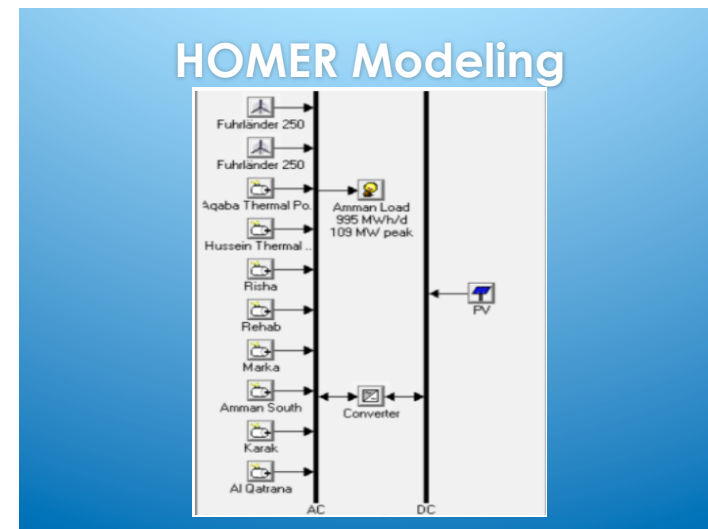 HOMER Modeling
Fuhrländer 250
Fuhrländer 250
Aqaba Thermal Po.
Amman Load
995 MWh/d
109 MW peak
Hussein Thermal ..
Risha
PV
Rehab
Marka
Amman South
Converter
Karak
Al Qatrana
AC
DC